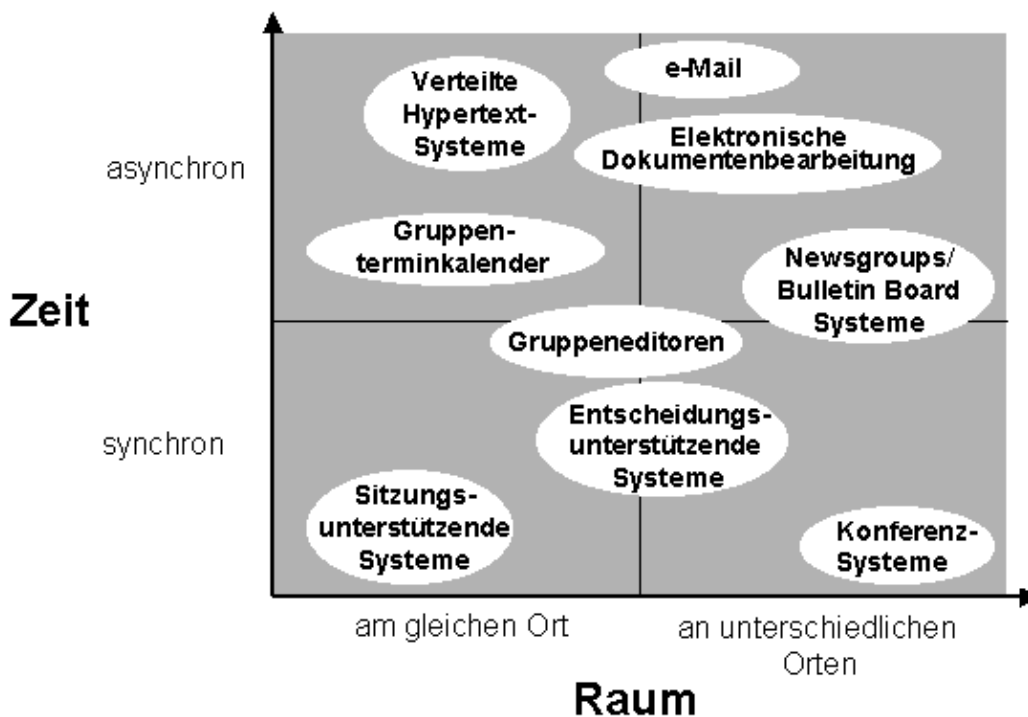 e-Mail
Verteilte
Hypertext-
Systeme
Elektronische
Dokumentenbearbeitung
asynchron
Gruppen-
terminkalender
Newsgroups/
Bulletin Board
Systeme
Zeit
Gruppeneditoren
Entscheidungs-
unterstützende
Systeme
synchron
Sitzungs-
unterstützende
Systeme
Konferenz-
Systeme
am gleichen Ort
an unterschiedlichen
Orten
Raum